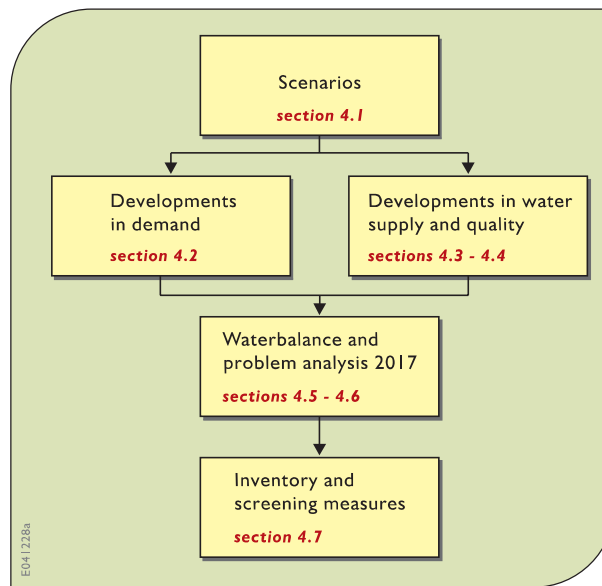 Scenarios
section 4.1
Developments
in demand
section 4.2
Developments in water
supply and quality
sections 4.3 - 4.4
Waterbalance and
problem analysis 2017
sections 4.5 - 4.6
Inventory and
screening measures
section 4.7
E041228a